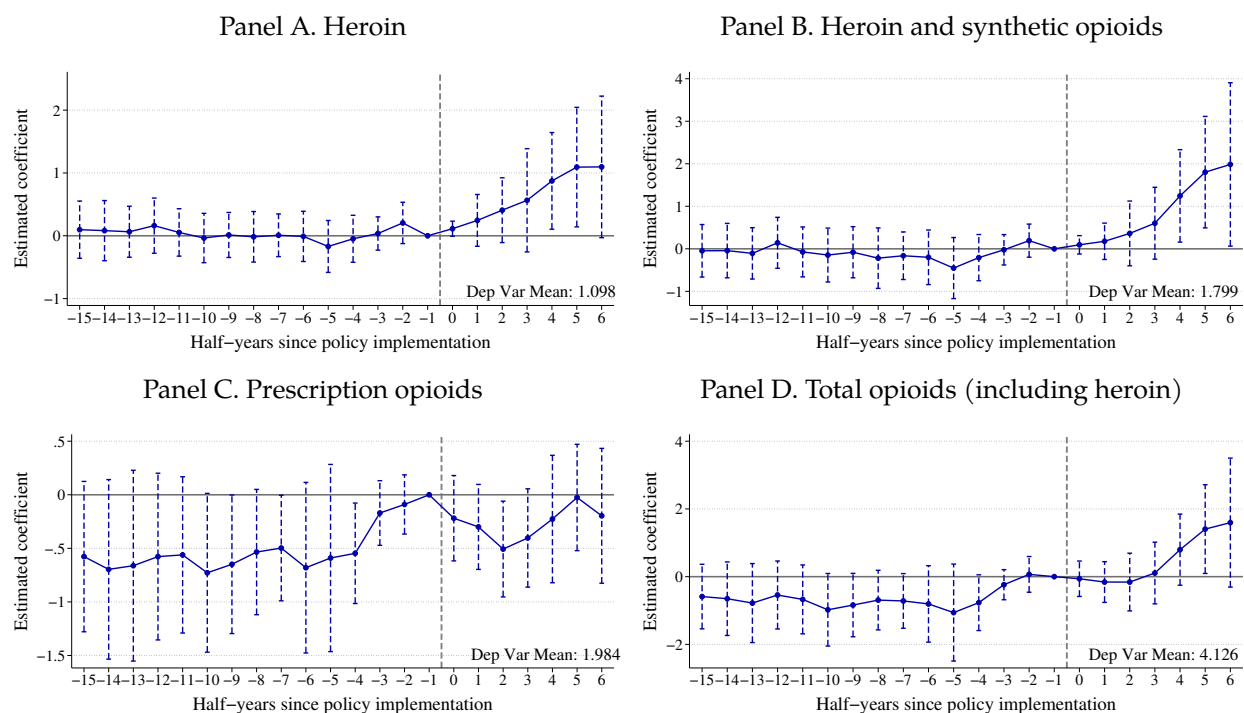 Panel A. Heroin
Estimated coefficient
2
1
0
−1
Dep Var Mean: 1.098
−15 −14 −13 −12 −11 −10 −9 −8 −7 −6 −5 −4 −3 −2 −1 0 1 2 3 4 5 6
Half−years since policy implementation
Panel B. Heroin and synthetic opioids
Estimated coefficient
4
3
2
1
0
−1
Dep Var Mean: 1.799
−15 −14 −13 −12 −11 −10 −9 −8 −7 −6 −5 −4 −3 −2 −1 0 1 2 3 4 5 6
Half−years since policy implementation
Panel C. Prescription opioids
Estimated coefficient
.5
0
−.5
−1
−1.5
Dep Var Mean: 1.984
−15 −14 −13 −12 −11 −10 −9 −8 −7 −6 −5 −4 −3 −2 −1 0 1 2 3 4 5 6
Half−years since policy implementation
Panel D. Total opioids (including heroin)
Estimated coefficient
4
2
0
−2
Dep Var Mean: 4.126
−15 −14 −13 −12 −11 −10 −9 −8 −7 −6 −5 −4 −3 −2 −1 0 1 2 3 4 5 6
Half−years since policy implementation